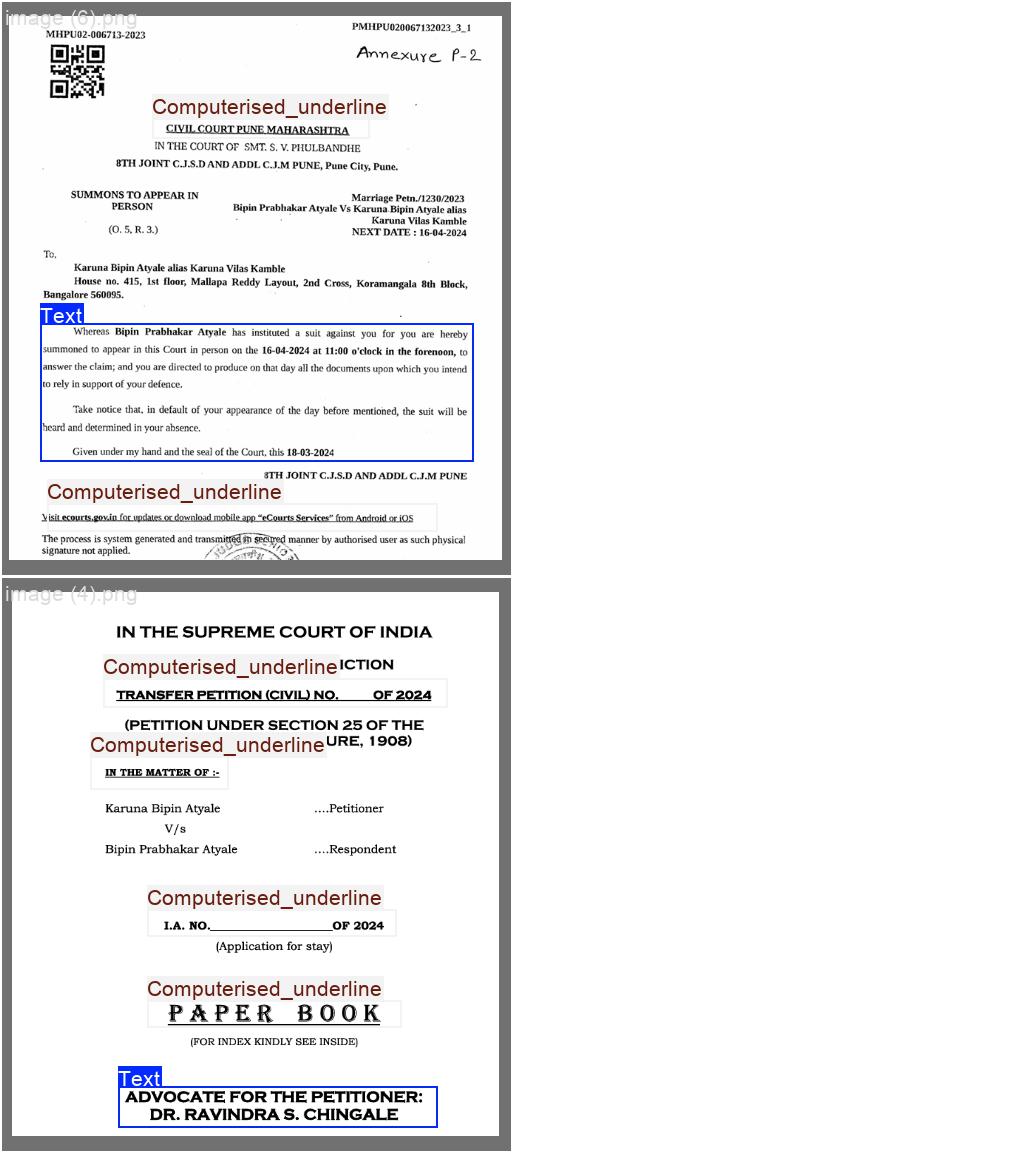 image (6).png
MHPU02-006713-2023
PMHPU020067132023_3_1
Annexure P-2
Computerised_underline
CIVIL COURT PUNE MAHARASHTRA
IN THE COURT OF SMT. S. V. PHULBANDHE
8TH JOINT C.J.S.D AND ADDL C.J.M PUNE, Pune City, Pune.
SUMMONS TO APPEAR IN
PERSON
(O. 5, R. 3.)
Marriage Petn./1230/2023
Bipin Prabhakar Atyale Vs Karuna Bipin Atyale alias
Karuna Vilas Kamble
NEXT DATE : 16-04-2024
To,
Karuna Bipin Atyale alias Karuna Vilas Kamble
House no. 415, 1st floor, Mallapa Reddy Layout, 2nd Cross, Koramangala 8th Block,
Bangalore 560095.
Text
Whereas Bipin Prabhakar Atyale has instituted a suit against you for you are hereby
summoned to appear in this Court in person on the 16-04-2024 at 11:00 o'clock in the forenoon, to
answer the claim; and you are directed to produce on that day all the documents upon which you intend
to rely in support of your defence.
Take notice that, in default of your appearance of the day before mentioned, the suit will be
heard and determined in your absence.
Given under my hand and the seal of the Court, this 18-03-2024
8TH JOINT C.J.S.D AND ADDL C.J.M PUNE
Computerised_underline
Visit ecourts.gov.in for updates or download mobile app “eCourts Services” from Android or iOS
The process is system generated and transmitted in secured manner by authorised user as such physical
signature not applied.
image (4).png
IN THE SUPREME COURT OF INDIA
Computerised_underline
ICTION
TRANSFER PETITION (CIVIL) NO.____ OF 2024
(PETITION UNDER SECTION 25 OF THE
Computerised_underline
URE, 1908)
IN THE MATTER OF :-
Karuna Bipin Atyale ....Petitioner
V/s
Bipin Prabhakar Atyale ....Respondent
Computerised_underline
I.A. NO.__________________OF 2024
(Application for stay)
Computerised_underline
PAPER BOOK
(FOR INDEX KINDLY SEE INSIDE)
Text
ADVOCATE FOR THE PETITIONER:
DR. RAVINDRA S. CHINGALE